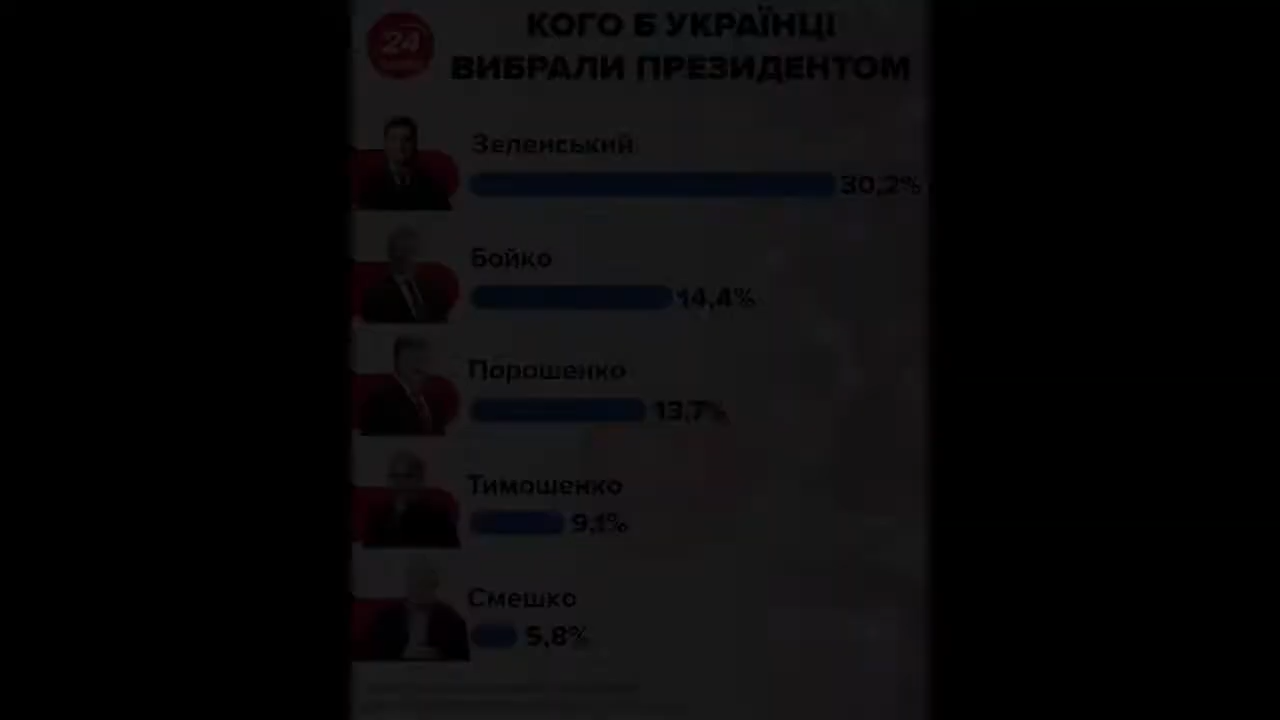 24
КОГО Б УКРАЇНЦІ
ВИБРАЛИ ПРЕЗИДЕНТОМ
Зеленський
30,2%
Бойко
14,4%
Порошенко
13,7%
Тимошенко
9,1%
Смешко
5,8%